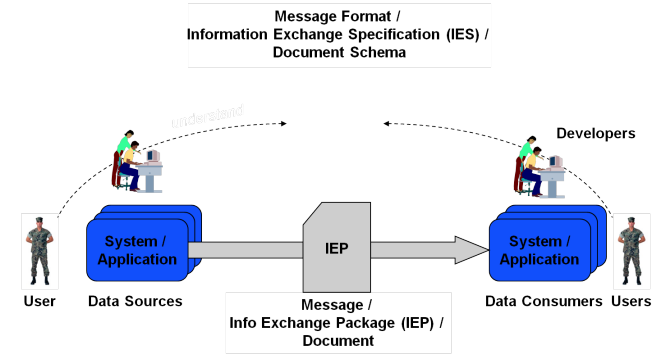 Message Format /
Information Exchange Specification (IES) /
Document Schema
understand
Developers
System /
Application
IEP
System /
Application
User
Data Sources
Data Consumers
Users
Message /
Info Exchange Package (IEP) /
Document